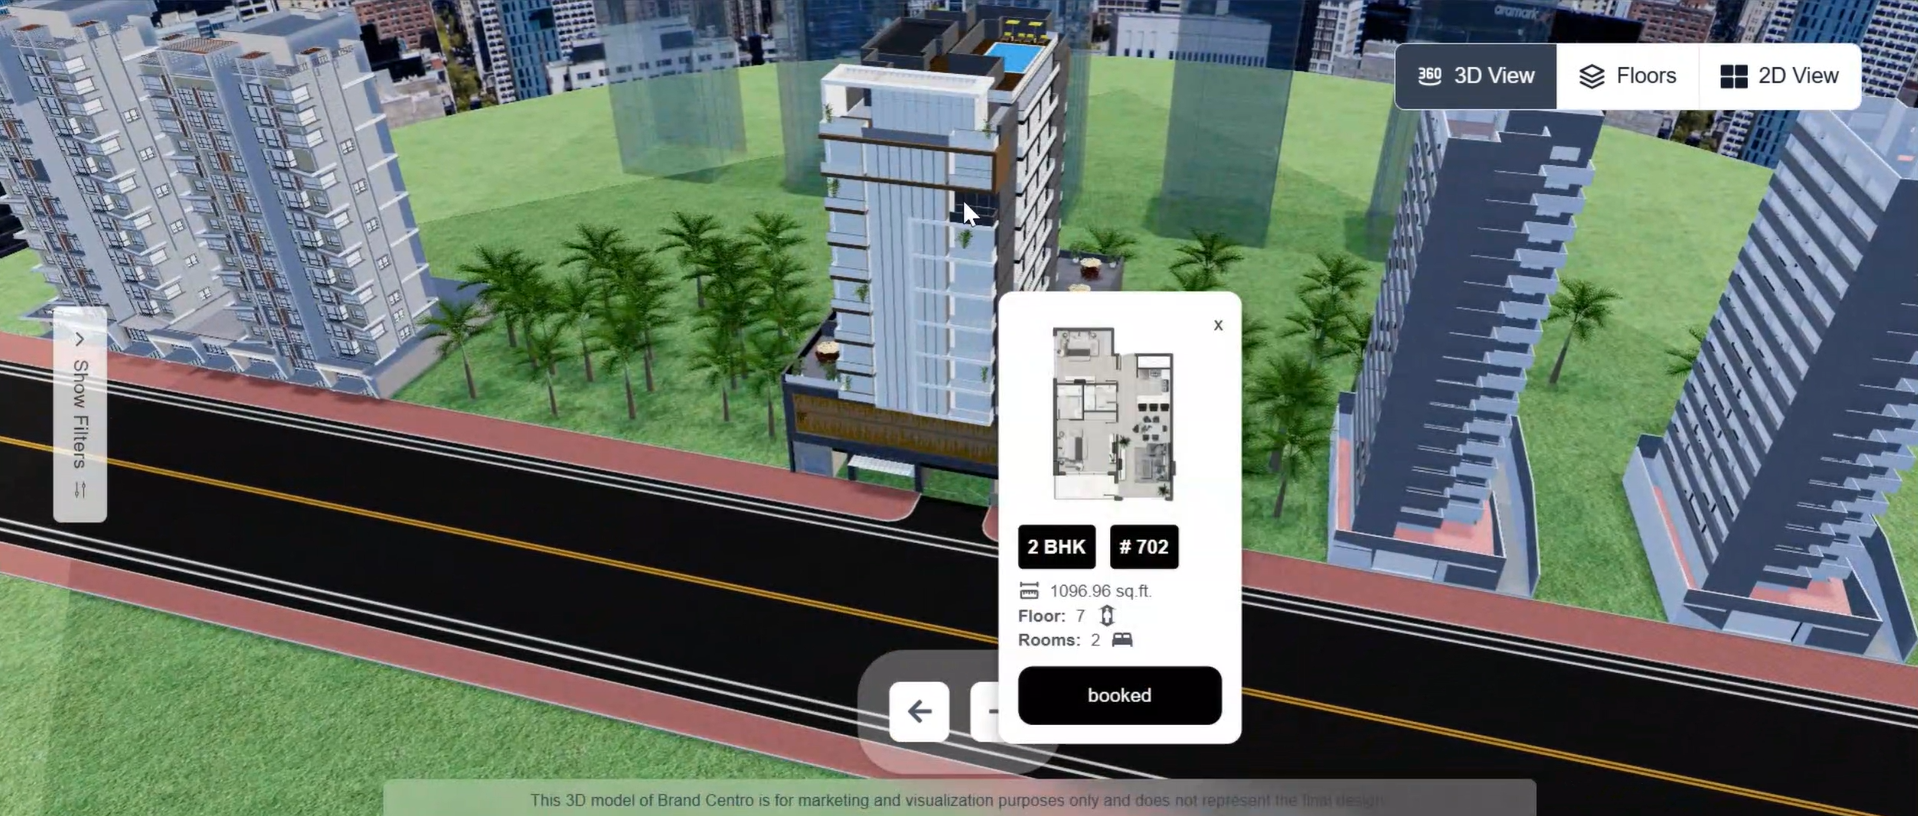 aramark
360 3D View
Floors
2D View
Show Filters
x
2 BHK
# 702
1096.96 sq.ft.
Floor: 7
Rooms: 2
booked
This 3D model of Brand Centro is for marketing and visualization purposes only and does not represent the final design.